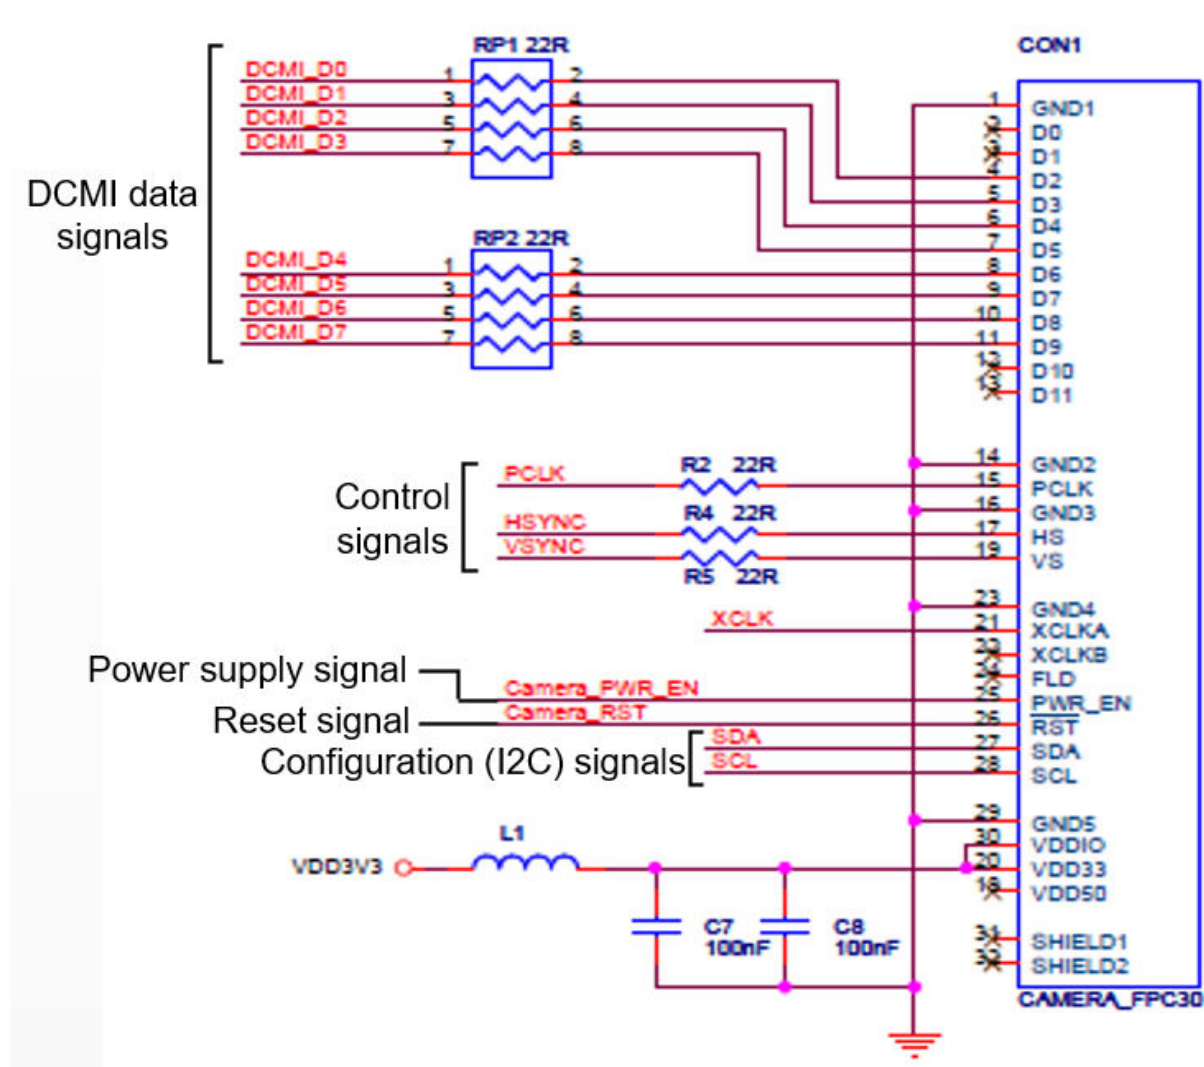 RP1 22R
CON1
DCMI_D0 1 2
DCMI_D1 3 4
DCMI_D2 5 6
DCMI_D3 7 8
1 GND1
2 D0
3 D1
4 D2
5 D3
6 D4
7 D5
DCMI data
signals
RP2 22R
DCMI_D4 1 2
DCMI_D5 3 4
DCMI_D6 5 6
DCMI_D7 7 8
8 D6
9 D7
10 D8
11 D9
12 D10
13 D11
Control
signals
PCLK R2 22R
HSYNC R4 22R
VSYNC
R5 22R
14 GND2
15 PCLK
16 GND3
17 HS
19 VS
23 GND4
XCLK 21 XCLKA
22 XCLKB
24 FLD
Power supply signal Camera_PWR_EN 25 PWR_EN
Reset signal Camera_RST 26 RST
Configuration (I2C) signals
SDA 27 SDA
SCL 28 SCL
29 GND5
30 VDDIO
L1
VDD3V3 20 VDD33
18 VDD50
C7
100nF
C8
100nF
31 SHIELD1
32 SHIELD2
CAMERA_FPC30